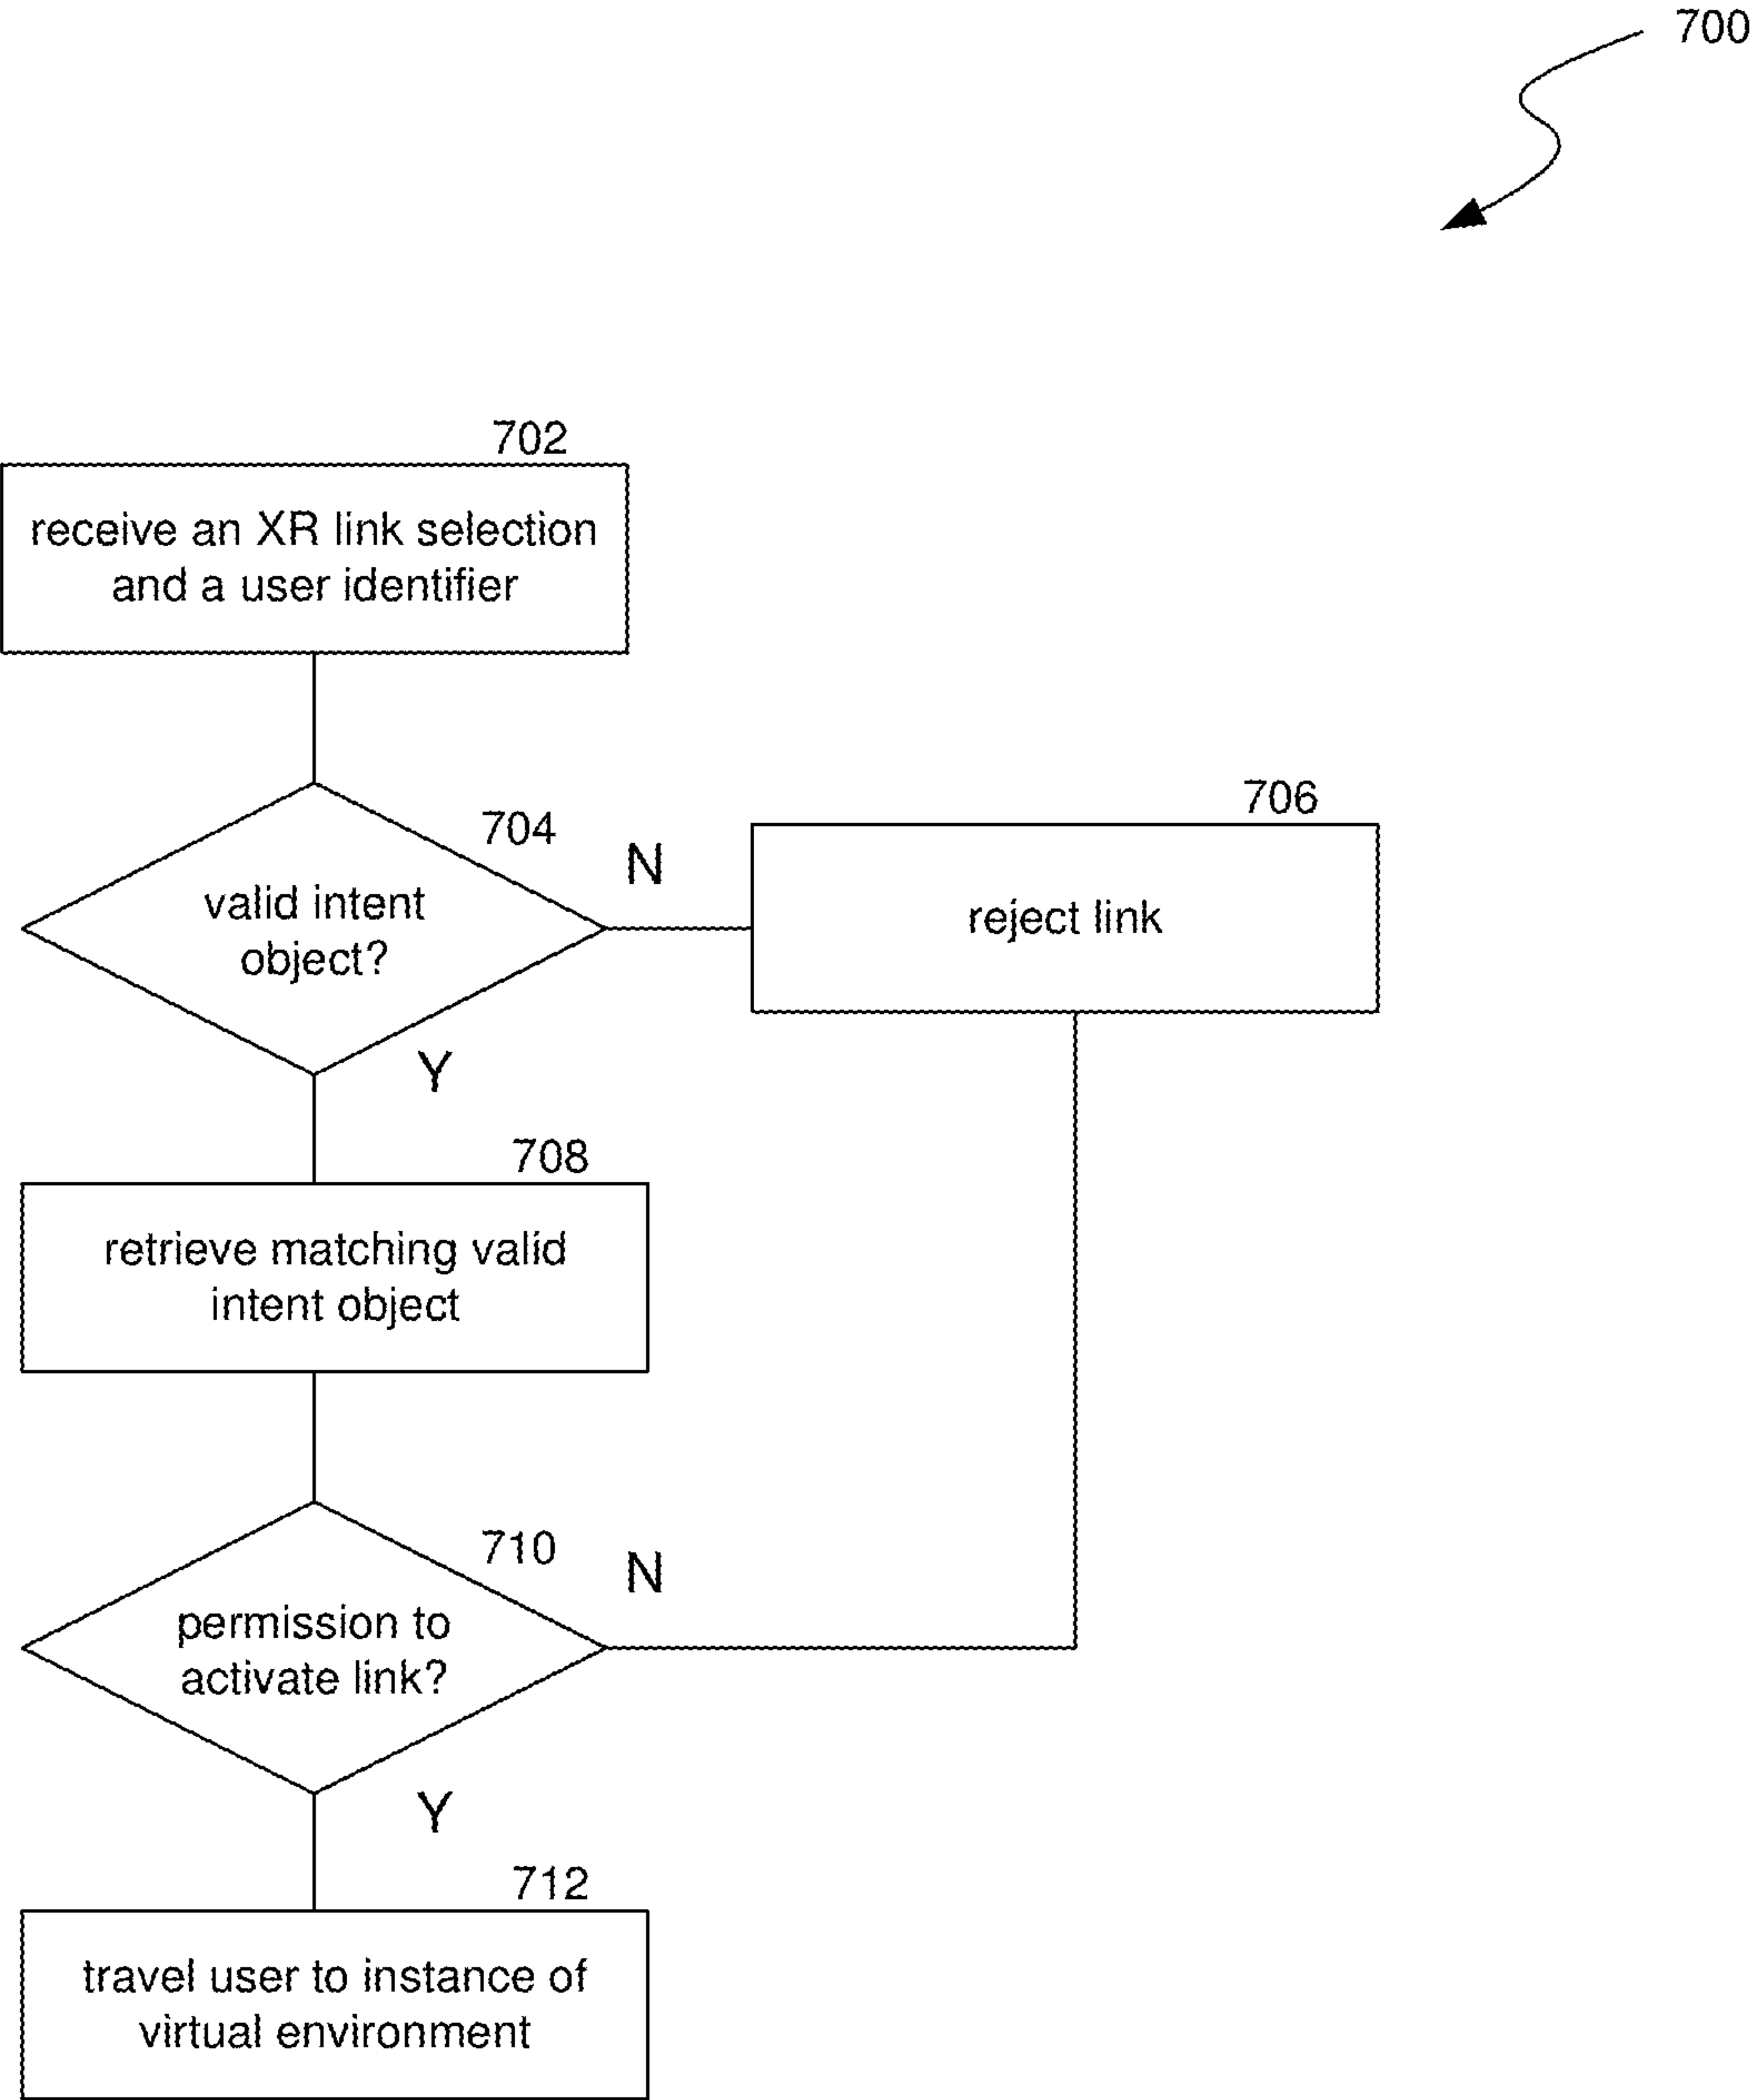 700
702
receive an XR link selection
and a user identifier
704
valid intent
object?
N
706
reject link
Y
708
retrieve matching valid
intent object
710
permission to
activate link?
N
Y
712
travel user to instance of
virtual environment